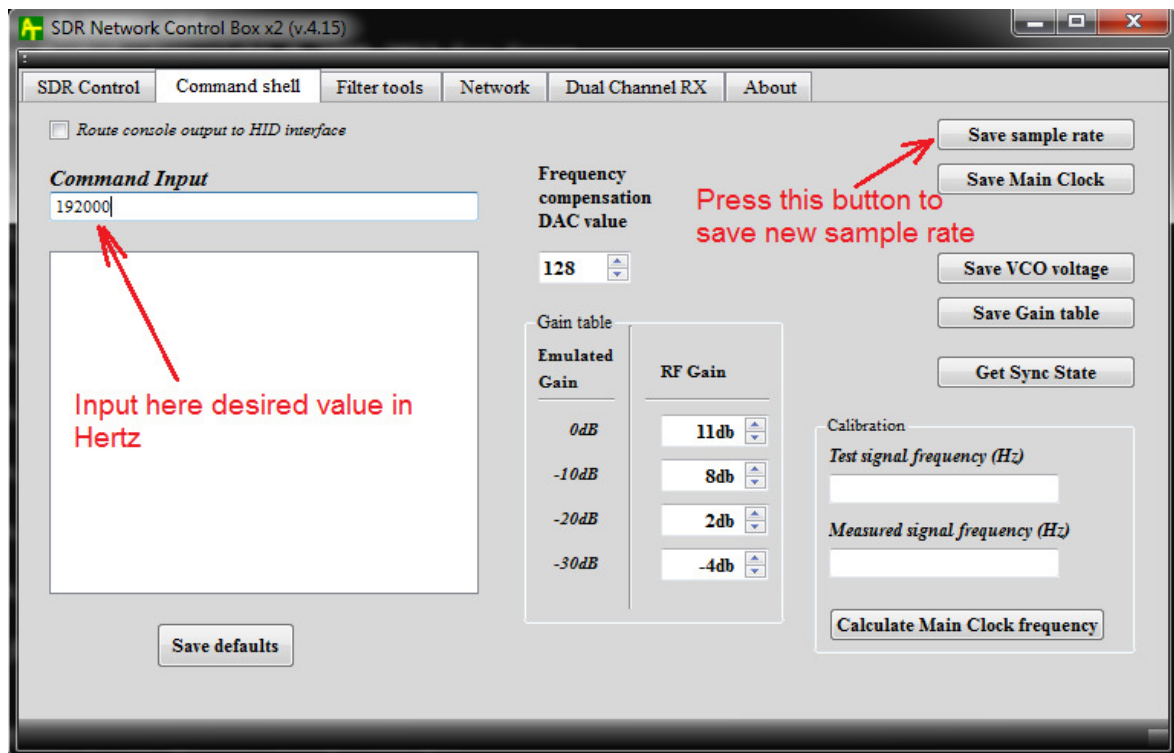 SDR Network Control Box x2 (v.4.15)
SDR Control
Command shell
Filter tools
Network
Dual Channel RX
About
Route console output to HID interface
Command Input
192000
Input here desired value in
Hertz
Save defaults
Frequency
compensation
DAC value
128
Gain table
Emulated
Gain
RF Gain
0dB
11db
-10dB
8db
-20dB
2db
-30dB
-4db
Press this button to
save new sample rate
Save sample rate
Save Main Clock
Save VCO voltage
Save Gain table
Get Sync State
Calibration
Test signal frequency (Hz)
Measured signal frequency (Hz)
Calculate Main Clock frequency